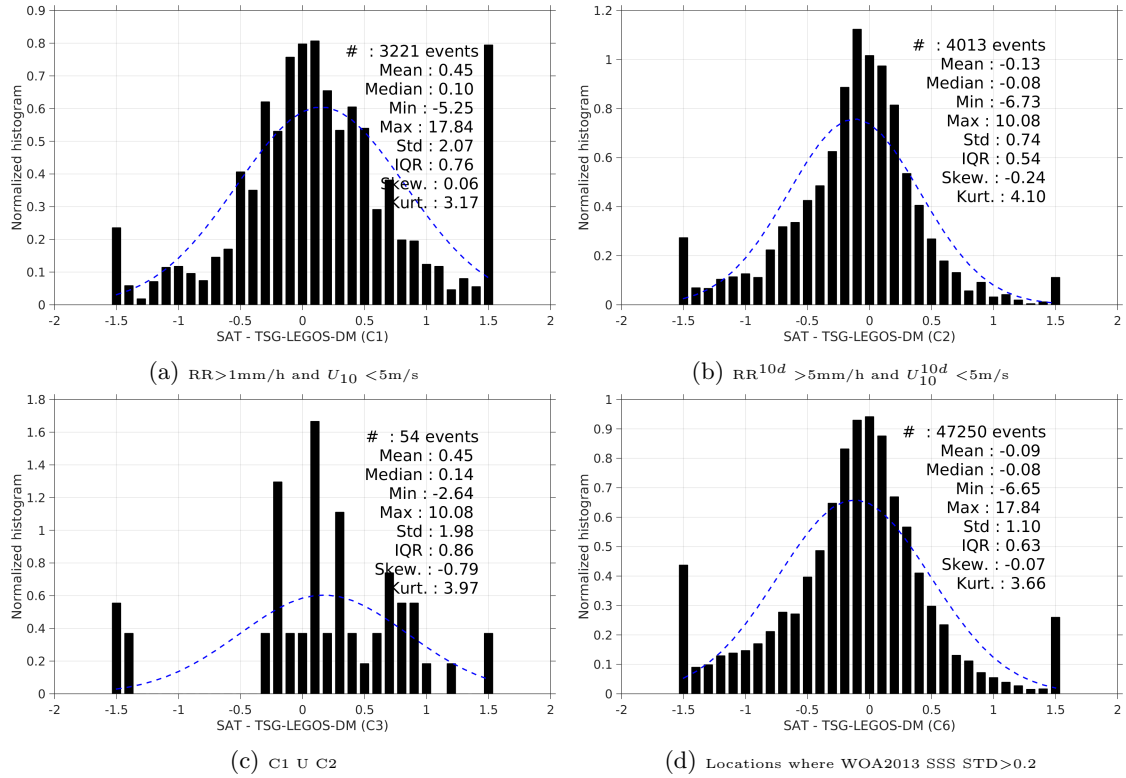 0.9
0.8
0.7
0.6
0.5
0.4
0.3
0.2
0.1
0
Normalized histogram
# : 3221 events
Mean : 0.45
Median : 0.10
Min : -5.25
Max : 17.84
Std : 2.07
IQR : 0.76
Skew. : 0.06
Kurt. : 3.17
-2 -1.5 -1 -0.5 0 0.5 1 1.5 2
SAT - TSG-LEGOS-DM (C1)
(a) RR>1mm/h and U10 <5m/s
1.2
1
0.8
0.6
0.4
0.2
0
Normalized histogram
# : 4013 events
Mean : -0.13
Median : -0.08
Min : -6.73
Max : 10.08
Std : 0.74
IQR : 0.54
Skew. : -0.24
Kurt. : 4.10
-2 -1.5 -1 -0.5 0 0.5 1 1.5 2
SAT - TSG-LEGOS-DM (C2)
(b) RR10d >5mm/h and U10d10 <5m/s
1.8
1.6
1.4
1.2
1.0
0.8
0.6
0.4
0.2
0
Normalized histogram
# : 54 events
Mean : 0.45
Median : 0.14
Min : -2.64
Max : 10.08
Std : 1.98
IQR : 0.86
Skew. : -0.79
Kurt. : 3.97
-2 -1.5 -1 -0.5 0 0.5 1 1.5 2
SAT - TSG-LEGOS-DM (C3)
(c) C1 U C2
1
0.9
0.8
0.7
0.6
0.5
0.4
0.3
0.2
0.1
0
Normalized histogram
# : 47250 events
Mean : -0.09
Median : -0.08
Min : -6.65
Max : 17.84
Std : 1.10
IQR : 0.63
Skew. : -0.07
Kurt. : 3.66
-2 -1.5 -1 -0.5 0 0.5 1 1.5 2
SAT - TSG-LEGOS-DM (C6)
(d) Locations where WOA2013 SSS STD>0.2